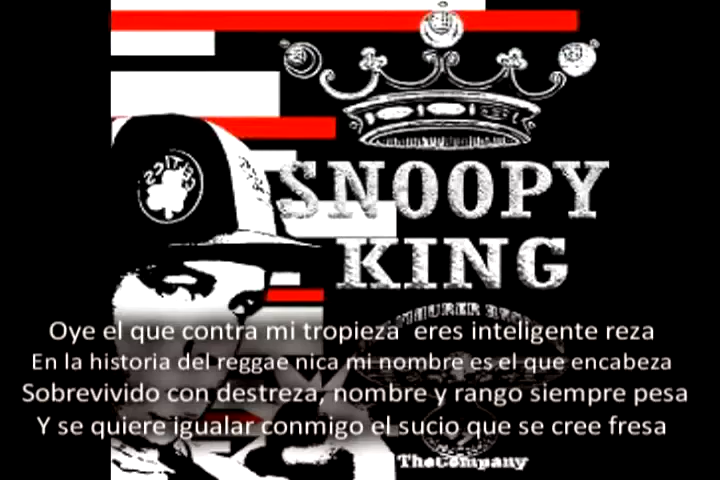 SNOOPY
KING
Oye el que contra mi tropieza eres inteligente reza
En la historia del reggae nica mi nombre es el que encabeza
Sobrevivido con destreza, nombre y rango siempre pesa
Y se quiere igualar conmigo el sucio que se cree fresa
TheCompany